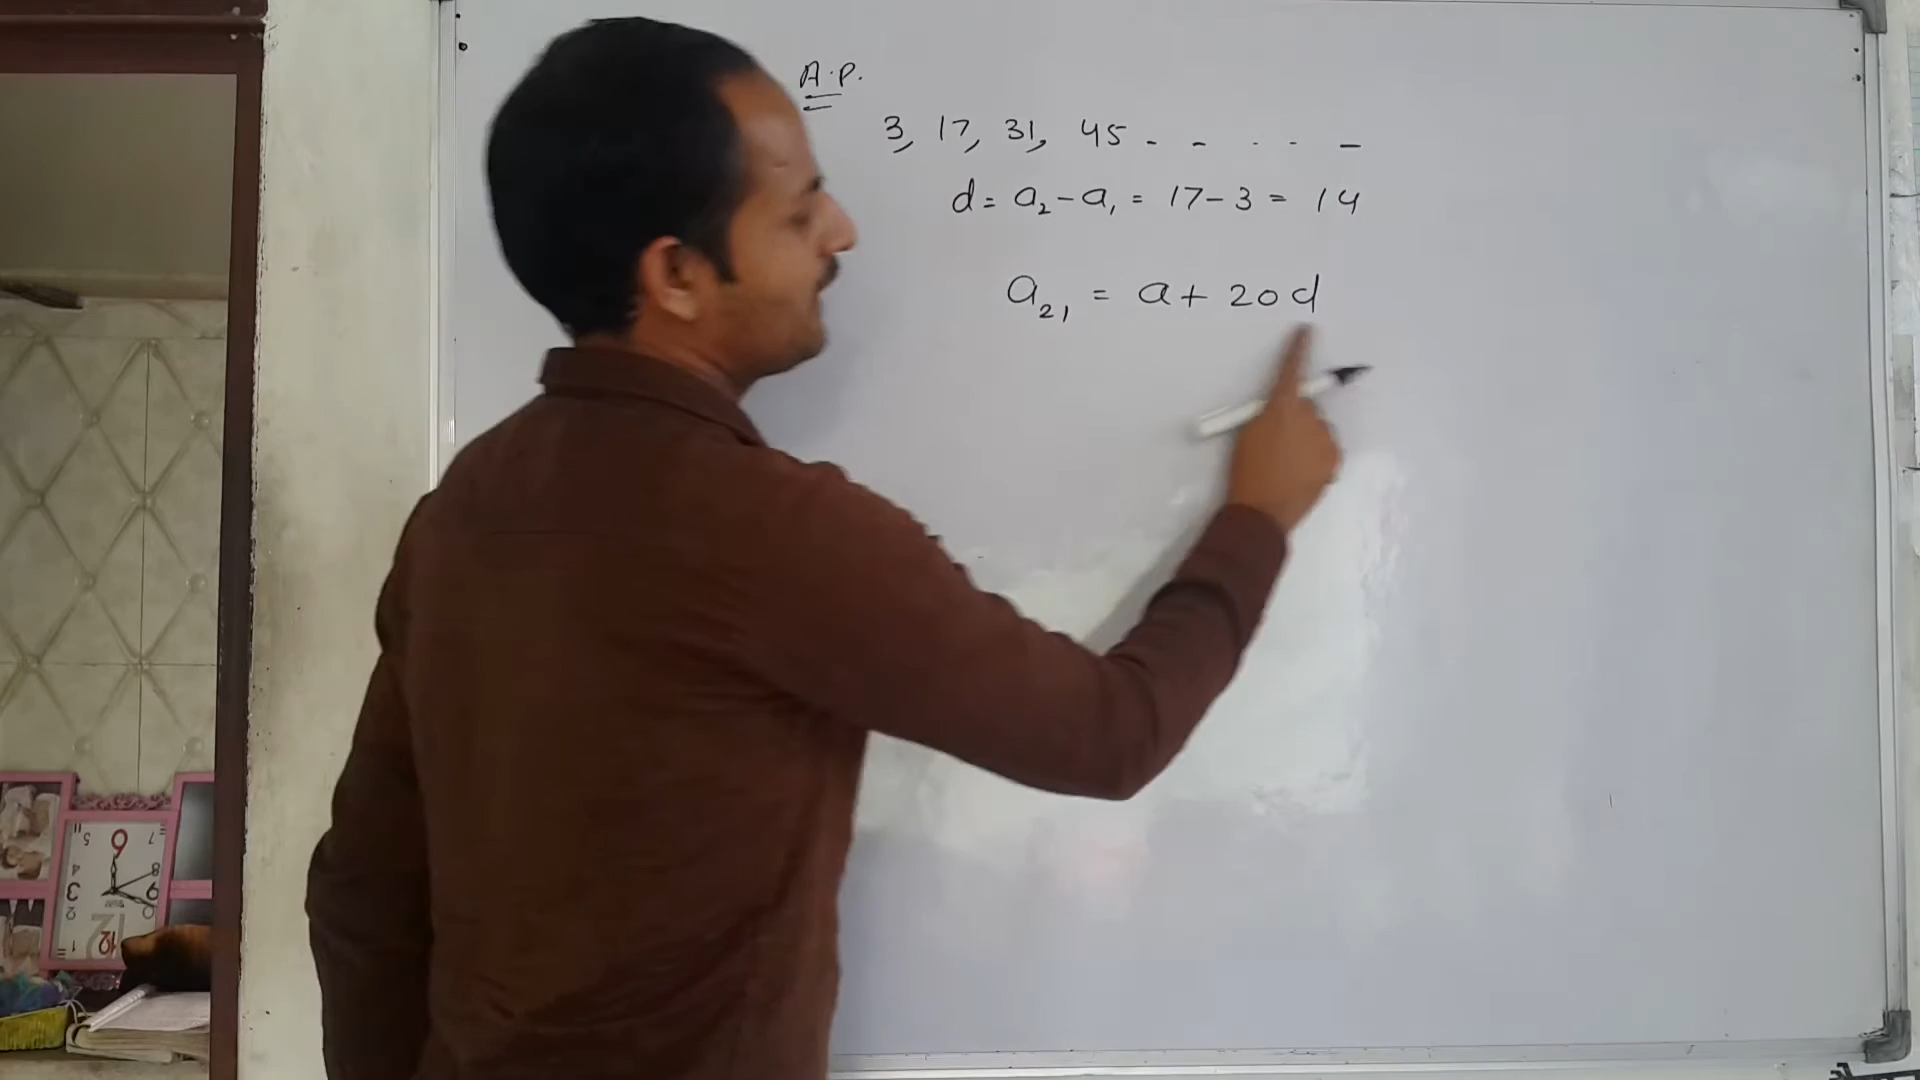 A.P.
3, 17, 31, 45 - - . . -
d = a₂ - a₁ = 17 - 3 = 14
a₂₁ = a + 20d